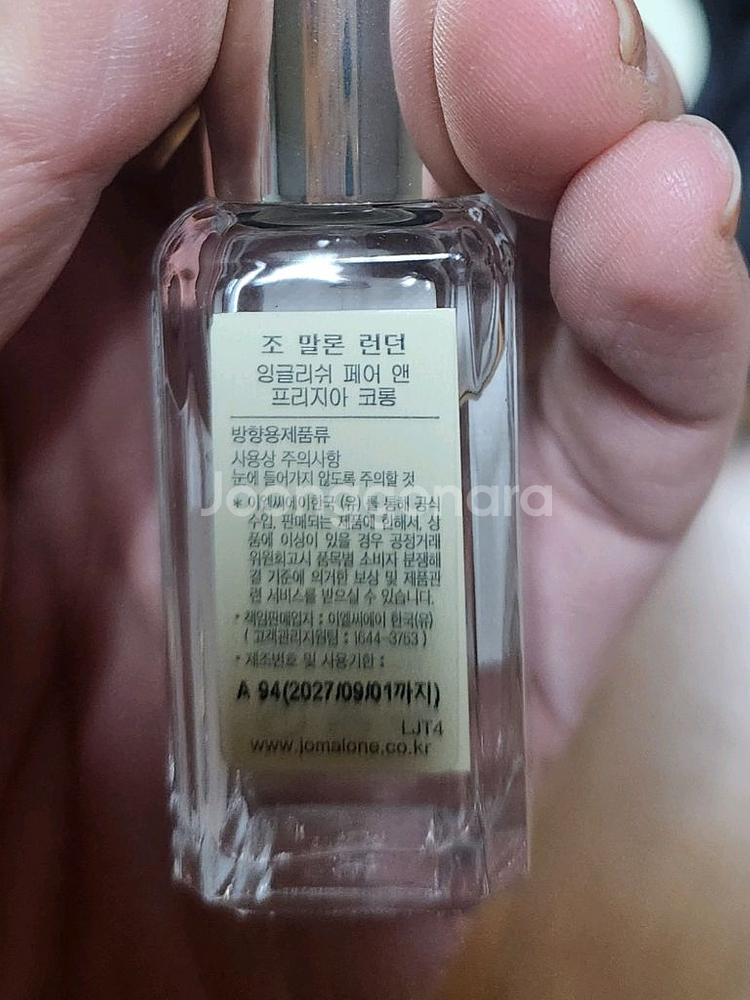 조 말론 런던
잉글리쉬 페어 앤
프리지아 코롱
방향용제품류
사용상 주의사항
눈에 들어가지 않도록 주의할 것
Joonggonara
* 이엘씨에이한국(유)를 통해 공식
수입, 판매되는 제품에 한해서, 상
품에 이상이 있을 경우 공정거래
위원회고시 품목별 소비자 분쟁해
결 기준에 의거한 보상 및 제품관
련 서비스를 받으실 수 있습니다.
• 책임판매업자 : 이엘씨에이 한국(유)
( 고객관리지원팀 : 1644-3753 )
• 제조번호 및 사용기한 :
A 94(2027/09/01까지)
LJT4
www.jomalone.co.kr